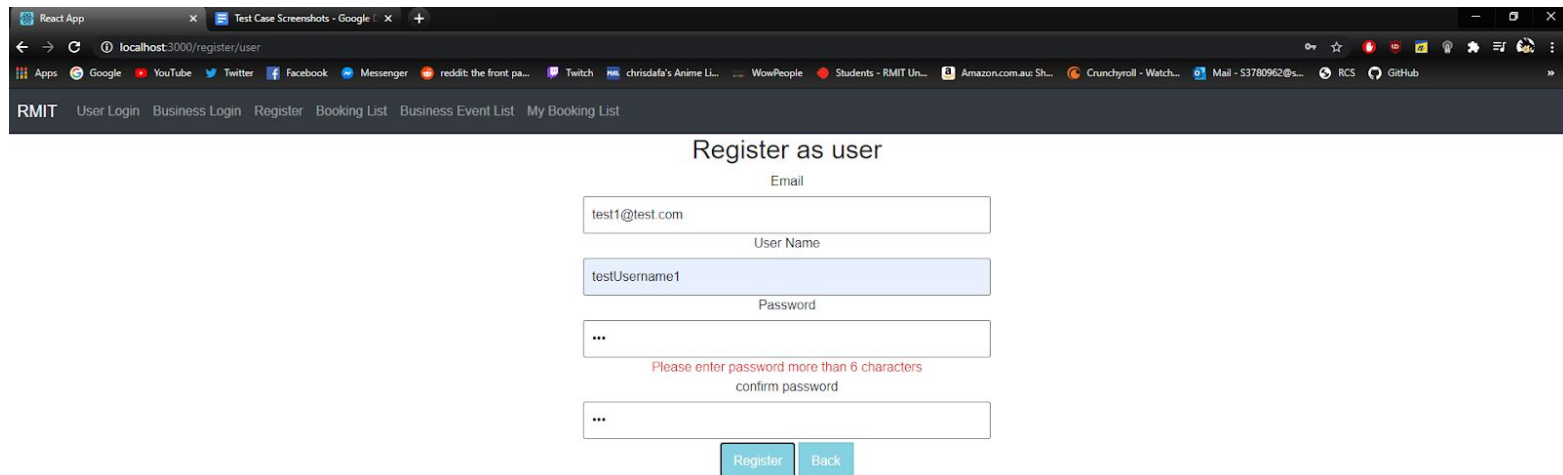 React App Test Case Screenshots - Google
localhost:3000/register/user
Apps Google YouTube Twitter Facebook Messenger reddit: the front pa... Twitch chrisdafa's Anime Li... WowPeople Students - RMIT Un... Amazon.com.au: Sh... Crunchyroll - Watch... Mail - S3780962@s... RCS GitHub »
RMIT User Login Business Login Register Booking List Business Event List My Booking List
Register as user
Email
test1@test.com
User Name
testUsername1
Password
•••
Please enter password more than 6 characters
confirm password
•••
Register Back